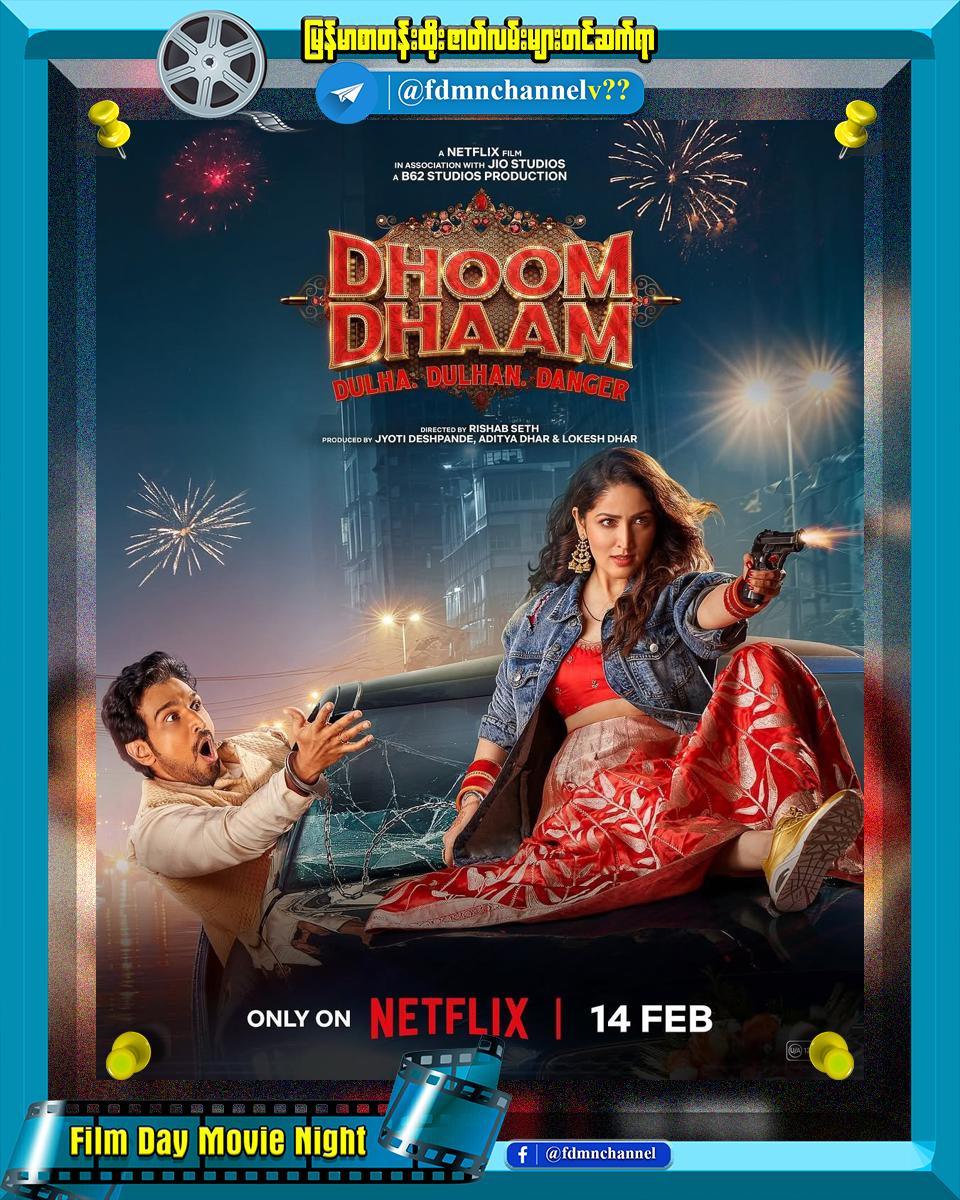 မြန်မာစာတန်းထိုးဇာတ်လမ်းများတင်ဆက်ရာ
@fdmnchannelv??
A NETFLIX FILM
IN ASSOCIATION WITH JIO STUDIOS
A B62 STUDIOS PRODUCTION
DHOOM
DHAAM
DULHA. DULHAN. DANGER
DIRECTED BY RISHAB SETH
PRODUCED BY JYOTI DESHPANDE, ADITYA DHAR & LOKESH DHAR
ONLY ON NETFLIX | 14 FEB
U/A
Film Day Movie Night
f @fdmnchannel